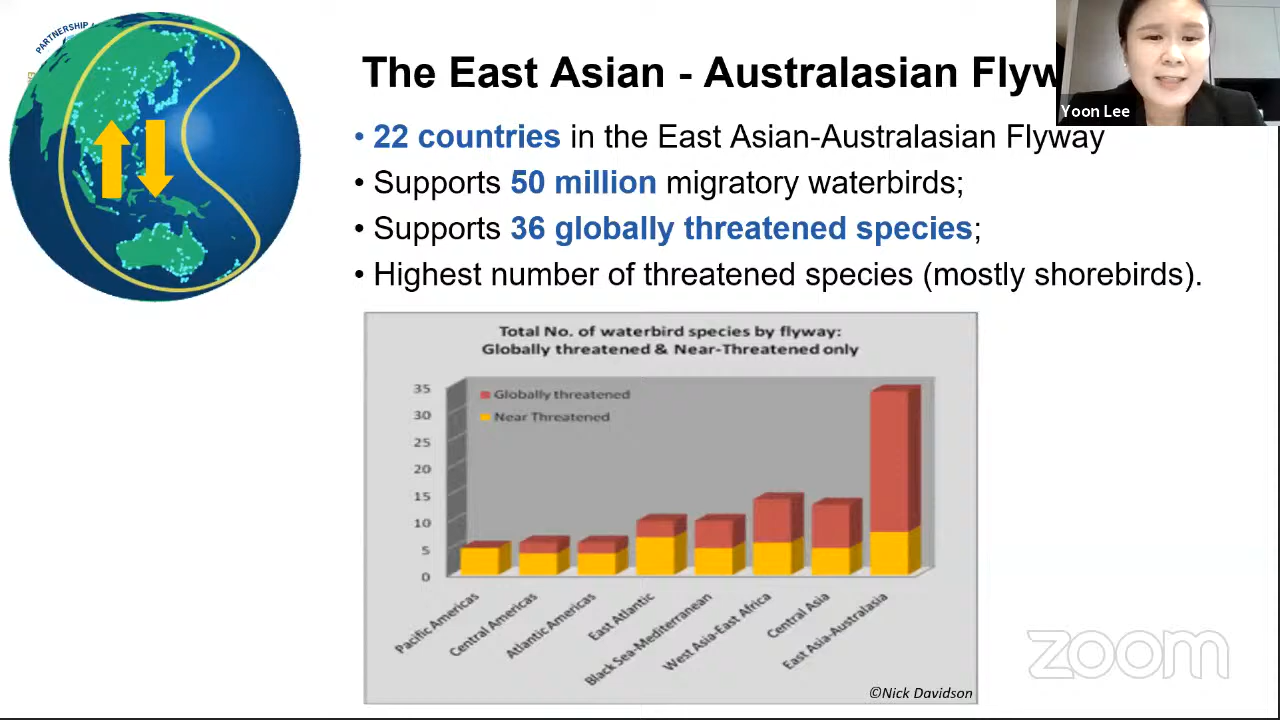 PARTNERSHIP
The East Asian - Australasian Flyw
Yoon Lee
• 22 countries in the East Asian-Australasian Flyway
• Supports 50 million migratory waterbirds;
• Supports 36 globally threatened species;
• Highest number of threatened species (mostly shorebirds).
Total No. of waterbird species by flyway:
Globally threatened & Near-Threatened only
35
30
25
20
15
10
5
0
Globally threatened
Near Threatened
Pacific Americas
Central Americas
Atlantic Americas
East Atlantic
Black Sea-Mediterranean
West Asia-East Africa
Central Asia
East Asia-Australasia
©Nick Davidson
zoom